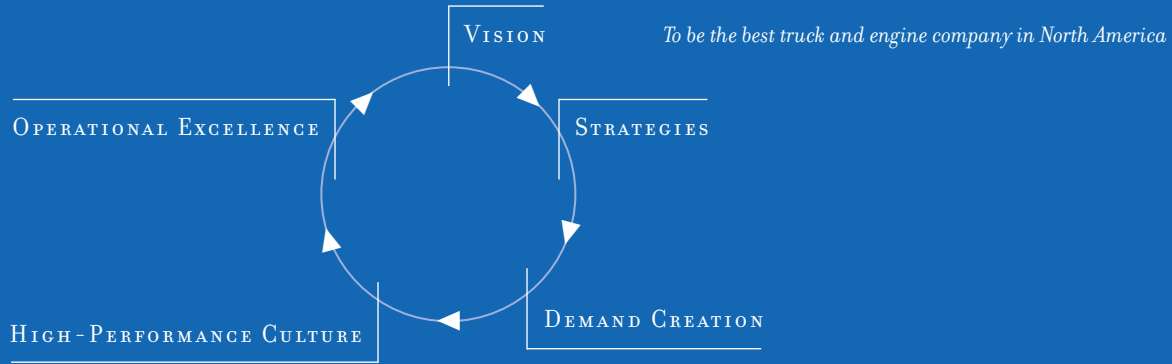 VISION
To be the best truck and engine company in North America
OPERATIONAL EXCELLENCE
STRATEGIES
DEMAND CREATION
HIGH-PERFORMANCE CULTURE